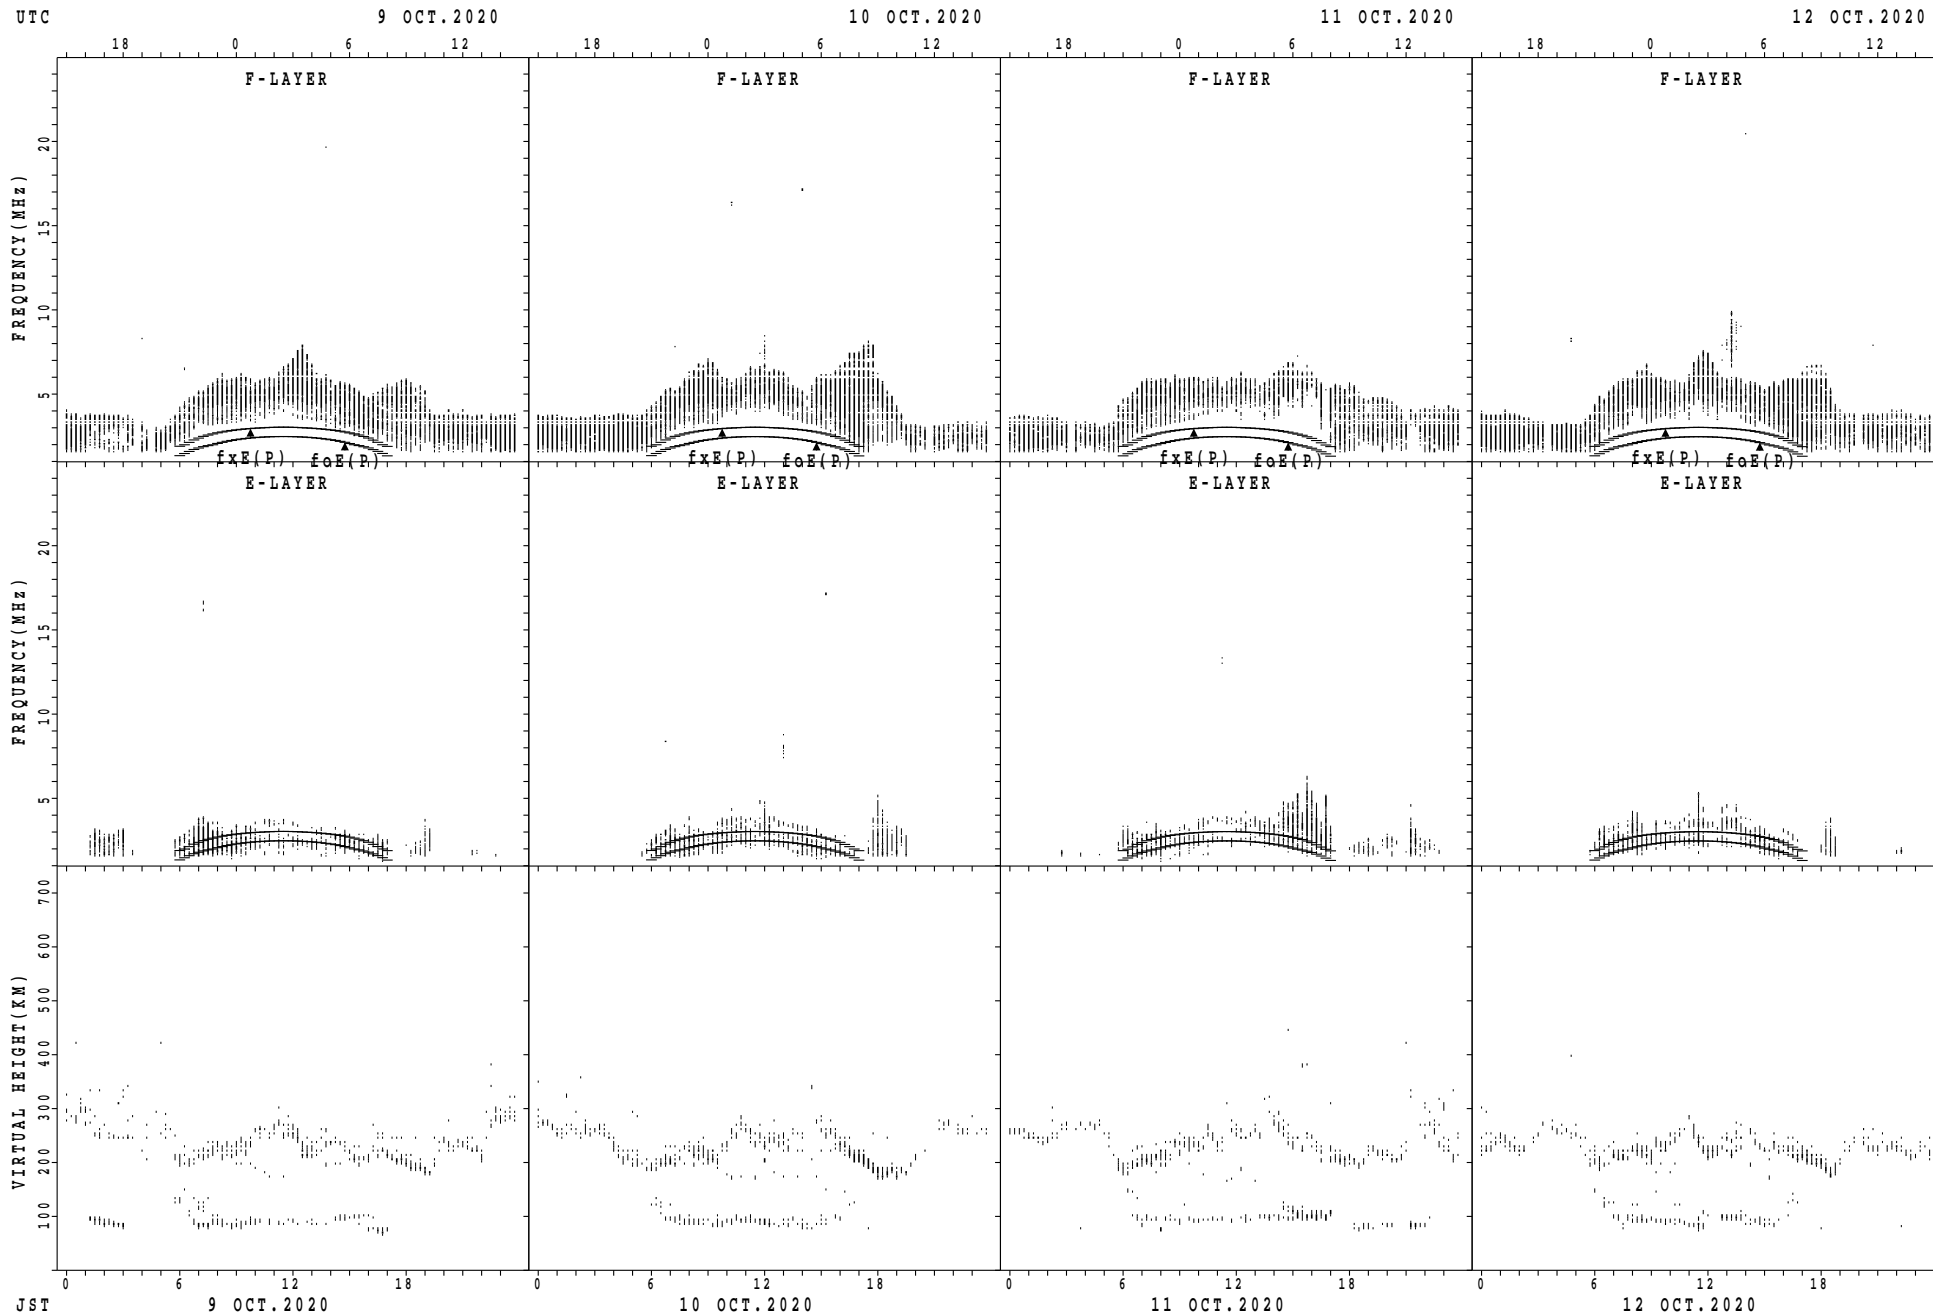 UTC 9 OCT.2020 10 OCT.2020 11 OCT.2020 12 OCT.2020
18 0 6 12 18 0 6 12 18 0 6 12 18 0 6 12
F-LAYER F-LAYER F-LAYER F-LAYER
FREQUENCY(MHz)
20
15
10
5
fxE(P) foE(P) fxE(P) foE(P) fxE(P) foE(P) fxE(P) foE(P)
E-LAYER E-LAYER E-LAYER E-LAYER
FREQUENCY(MHz)
20
15
10
5
VIRTUAL HEIGHT(KM)
700
600
500
400
300
200
100
0 6 12 18 0 6 12 18 0 6 12 18 0 6 12 18
JST 9 OCT.2020 10 OCT.2020 11 OCT.2020 12 OCT.2020